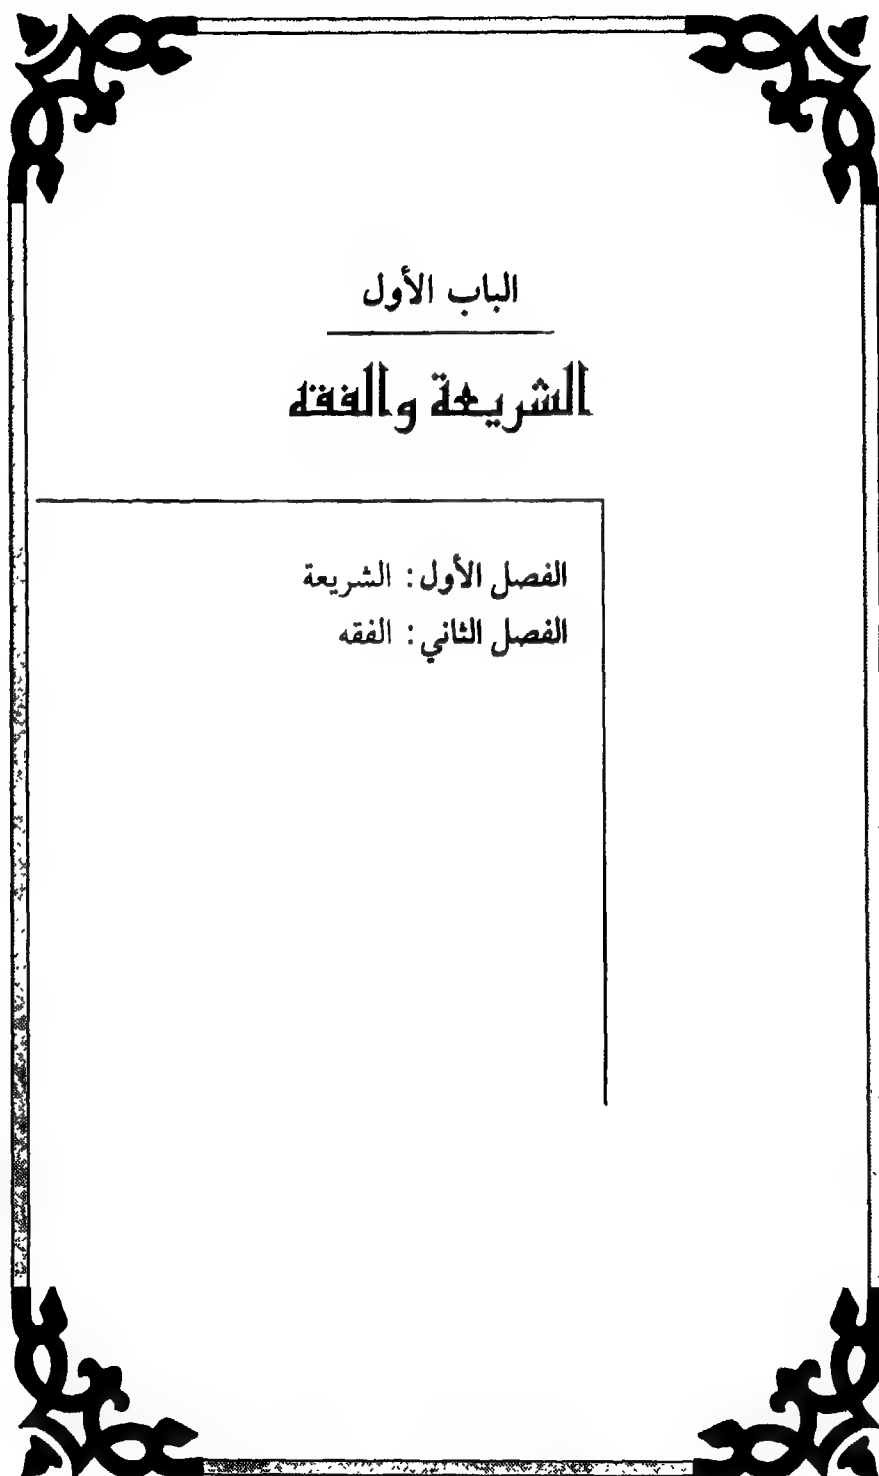 الباب الأول
الشريعة والفقه
الفصل الأول: الشريعة
الفصل الثاني: الفقه